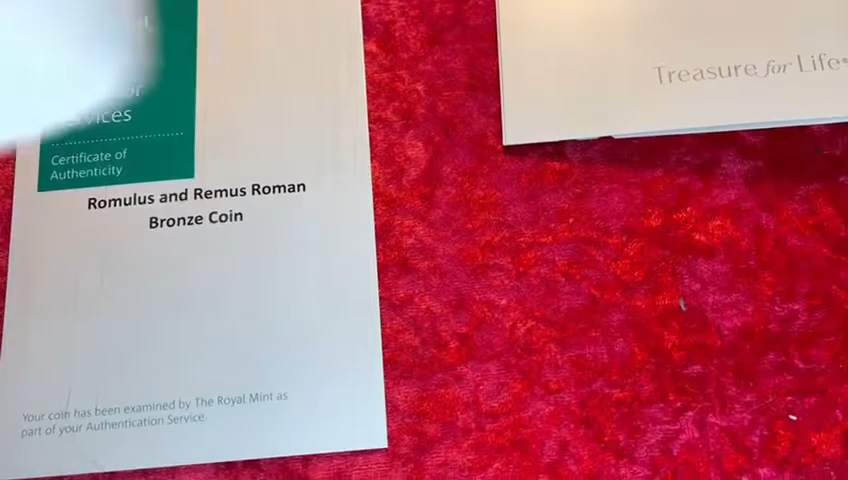 Certificate of
Authenticity
Romulus and Remus Roman
Bronze Coin
Your coin has been examined by The Royal Mint as
part of your Authentication Service.
Treasure for Life